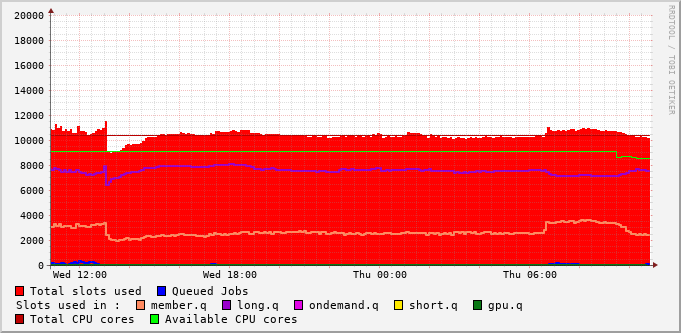 RRDTOOL / TOBI OETIKER
20000
18000
16000
14000
12000
10000
8000
6000
4000
2000
0
Wed 12:00 Wed 18:00 Thu 00:00 Thu 06:00
Total slots used Queued Jobs
Slots used in : member.q long.q ondemand.q short.q gpu.q
Total CPU cores Available CPU cores